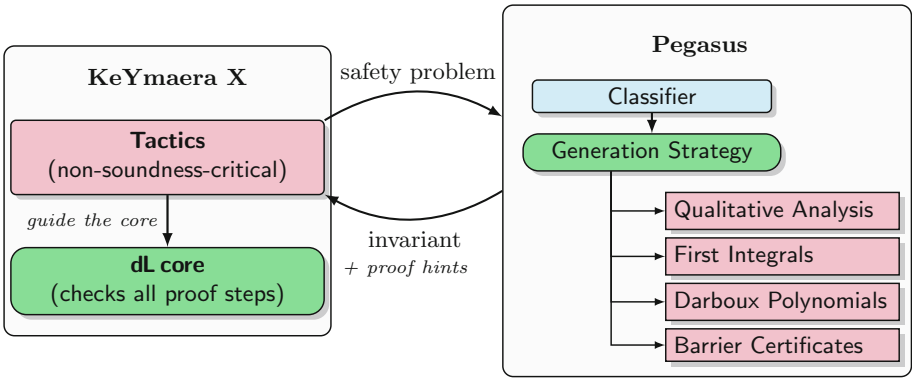 KeYmaera X
Tactics
(non-soundness-critical)
guide the core
dL core
(checks all proof steps)
safety problem
invariant
+ proof hints
Pegasus
Classifier
Generation Strategy
Qualitative Analysis
First Integrals
Darboux Polynomials
Barrier Certificates